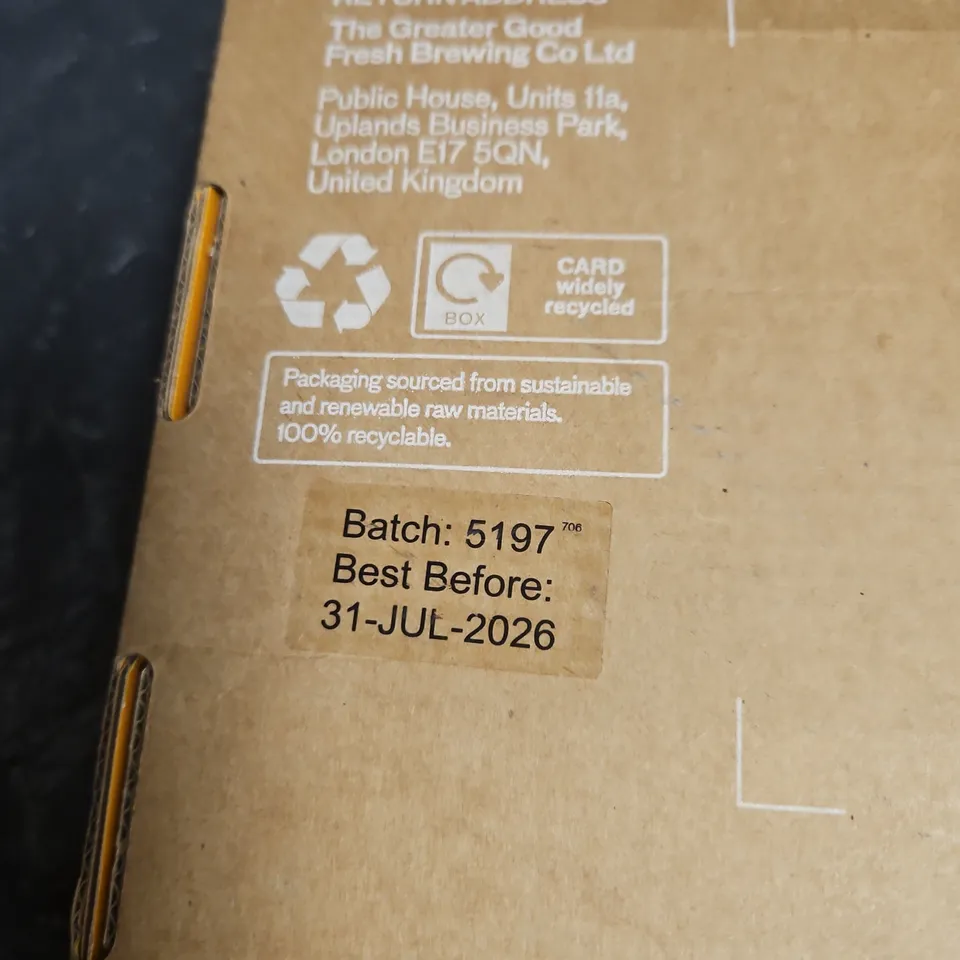 RETURN ADDRESS
The Greater Good
Fresh Brewing Co Ltd
Public House, Units 11a,
Uplands Business Park,
London E17 5QN,
United Kingdom
BOX
CARD
widely
recycled
Packaging sourced from sustainable
and renewable raw materials.
100% recyclable.
Batch: 5197 706
Best Before:
31-JUL-2026